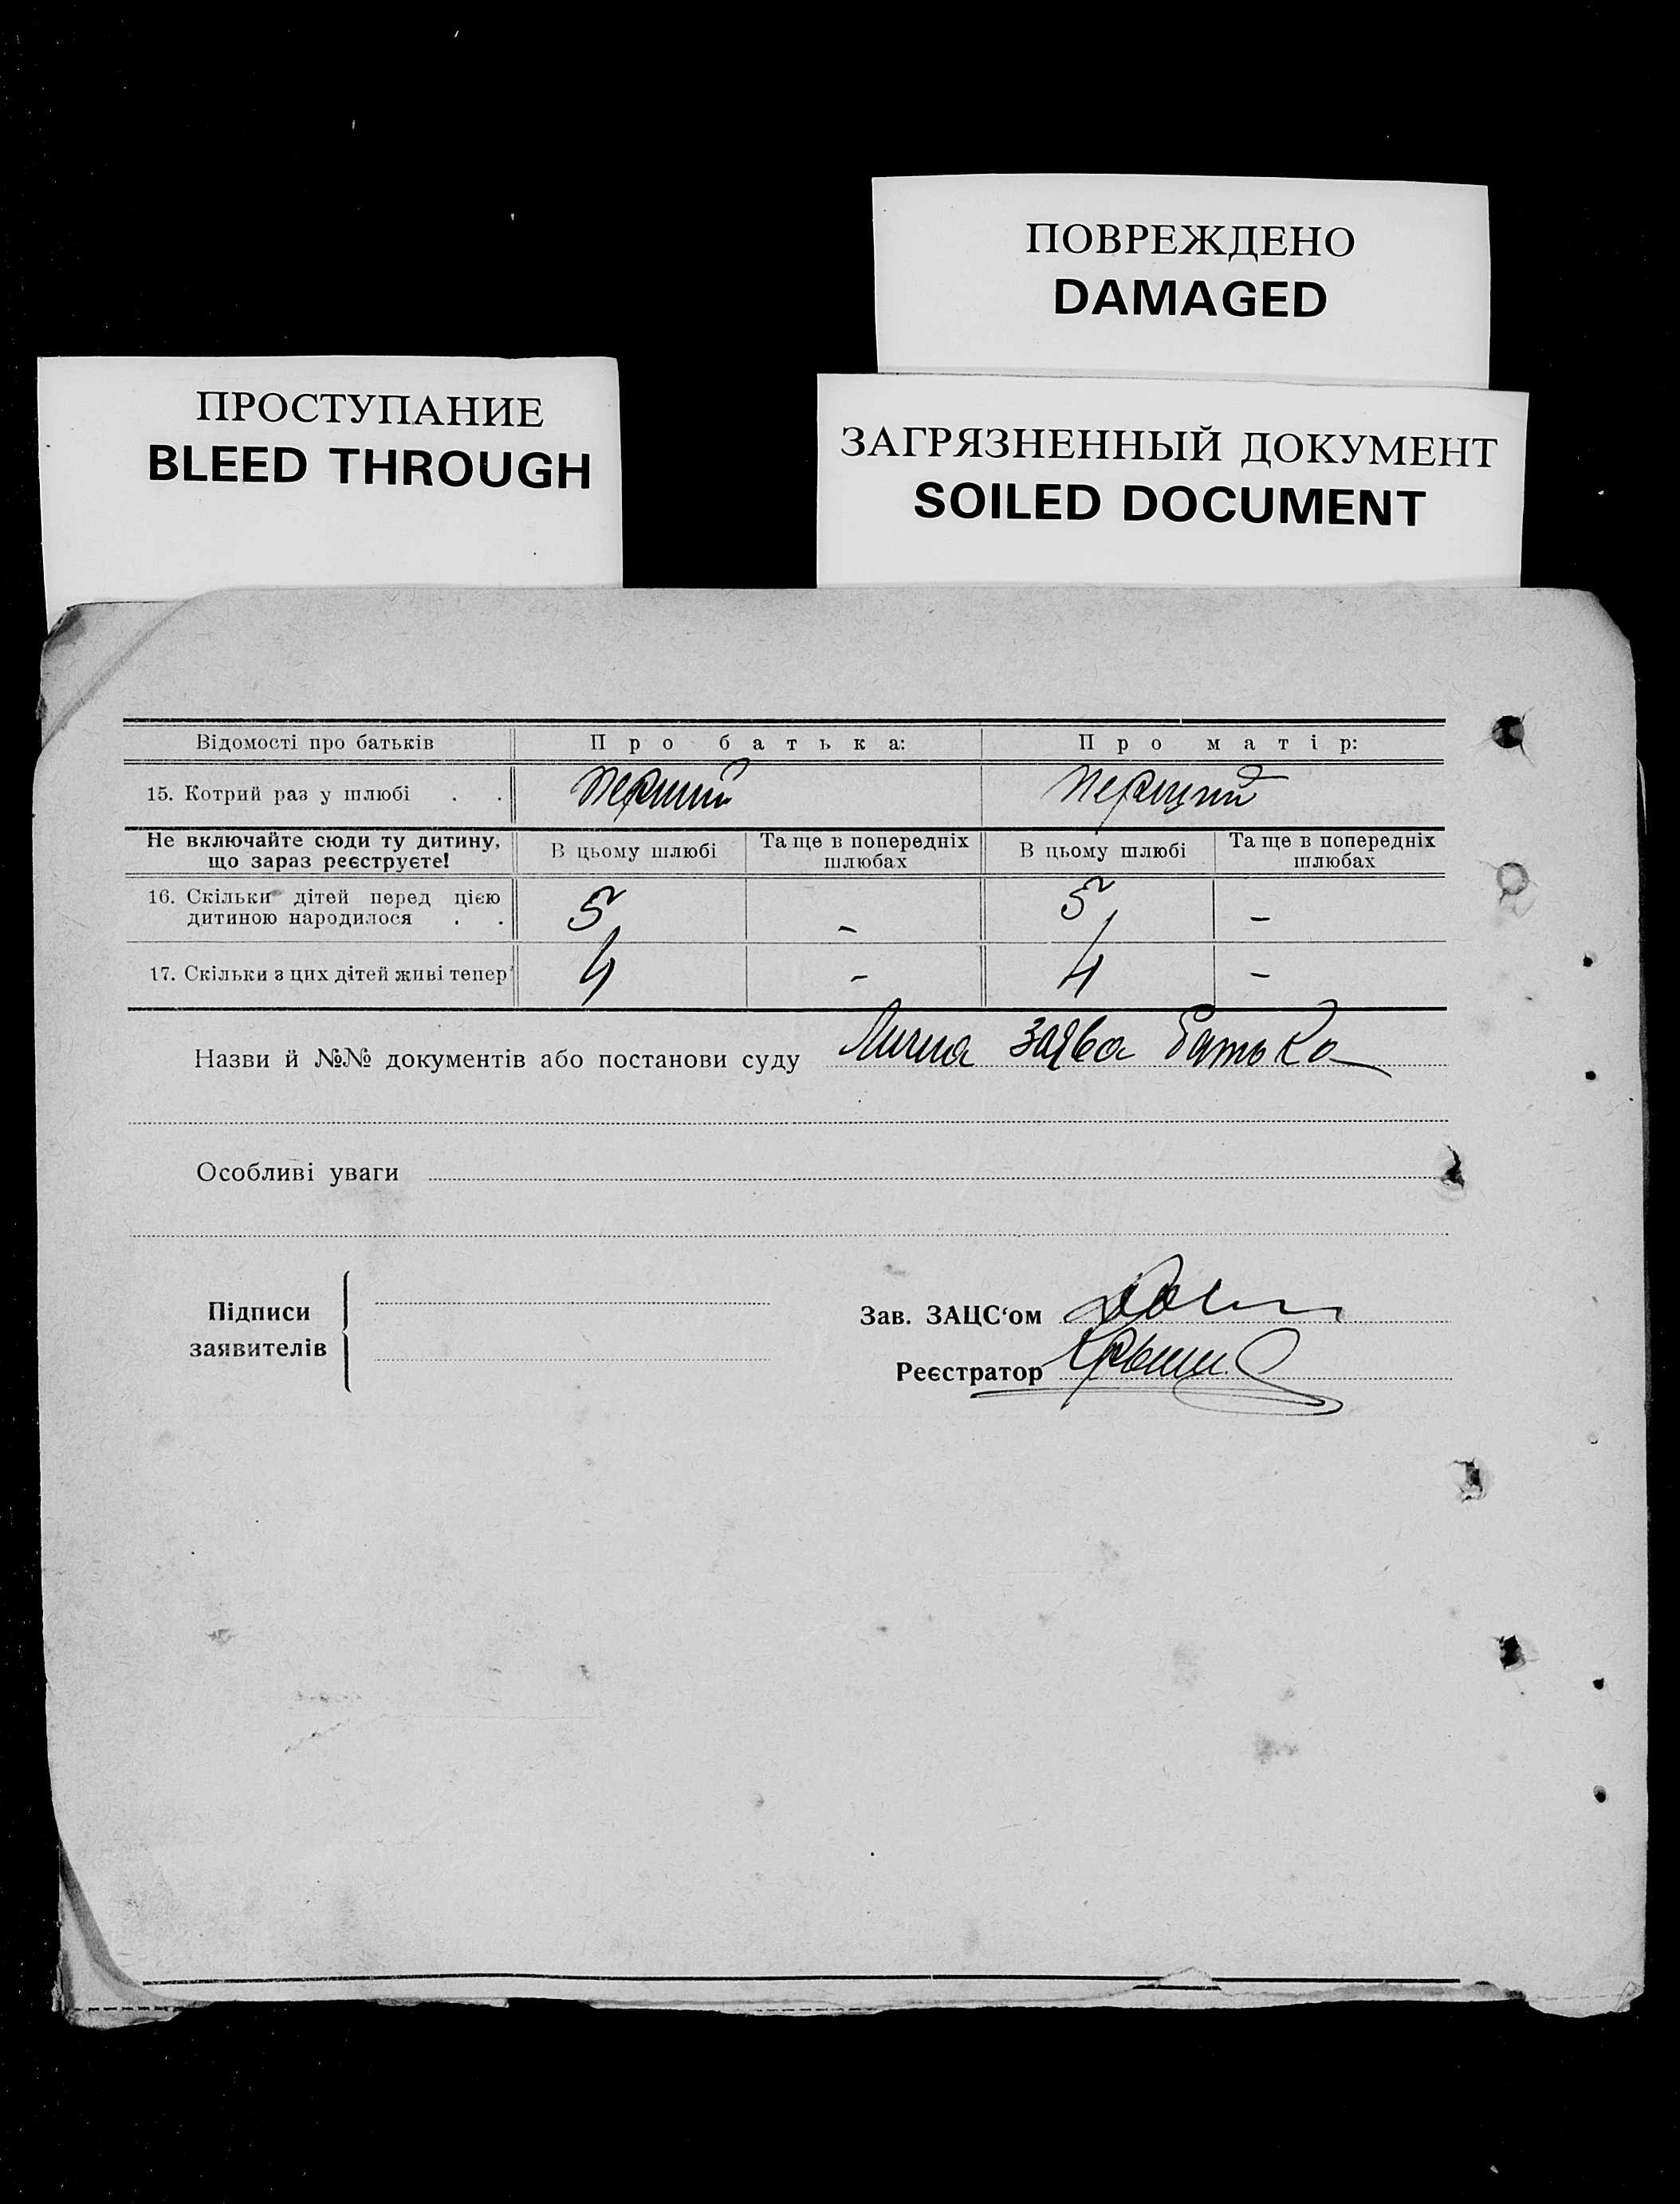 ПОВРЕЖДЕНО
DAMAGED
ПРОСТУПАНИЕ
BLEED THROUGH
ЗАГРЯЗНЕННЫЙ ДОКУМЕНТ
SOILED DOCUMENT
Відомості про батьків Про батька: Про матір:
15. Котрий раз у шлюбі . . перший перший
Не включайте сюди ту дитину, що зараз реєструєте! В цьому шлюбі Та ще в попередніх шлюбах В цьому шлюбі Та ще в попередніх шлюбах
16. Скільки дітей перед цією дитиною народилося . . 5 – 5 –
17. Скільки з цих дітей живі тепер 4 – 4 –
Назви й №№ документів або постанови суду Лична заява батька
Особливі уваги
Підписи заявителів
Зав. ЗАЦС‘ом
Реєстратор